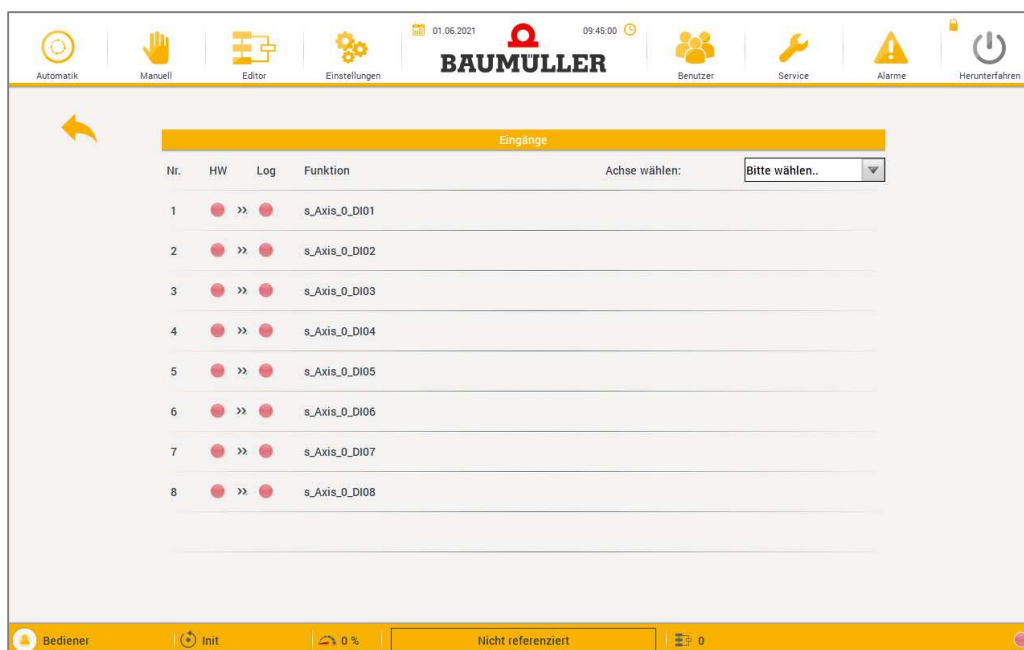 01.06.2021 09:45:00
BAUMÜLLER
Automatik Manuell Editor Einstellungen Benutzer Service Alarme Herunterfahren
Eingänge
Nr. HW Log Funktion Achse wählen: Bitte wählen..
1 >> s_Axis_0_DI01
2 >> s_Axis_0_DI02
3 >> s_Axis_0_DI03
4 >> s_Axis_0_DI04
5 >> s_Axis_0_DI05
6 >> s_Axis_0_DI06
7 >> s_Axis_0_DI07
8 >> s_Axis_0_DI08
Bediener Init 0 % Nicht referenziert 0